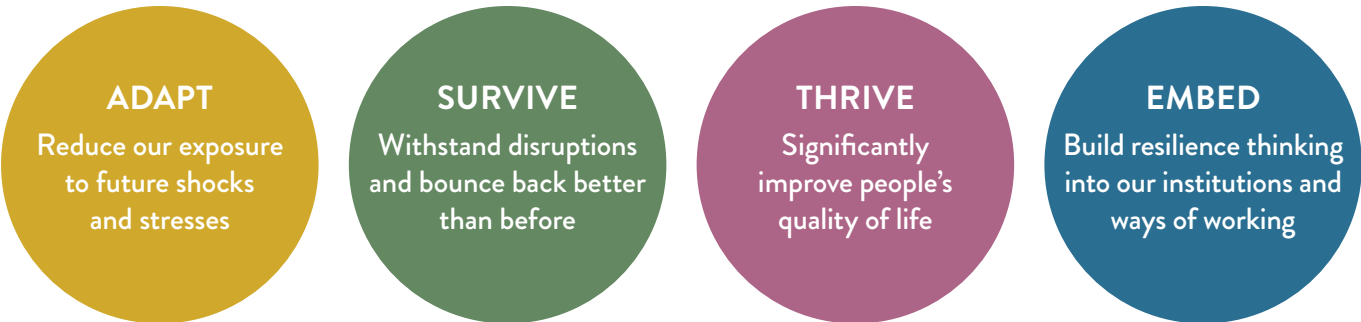 ADAPT
Reduce our exposure
to future shocks
and stresses
SURVIVE
Withstand disruptions
and bounce back better
than before
THRIVE
Significantly
improve people’s
quality of life
EMBED
Build resilience thinking
into our institutions and
ways of working